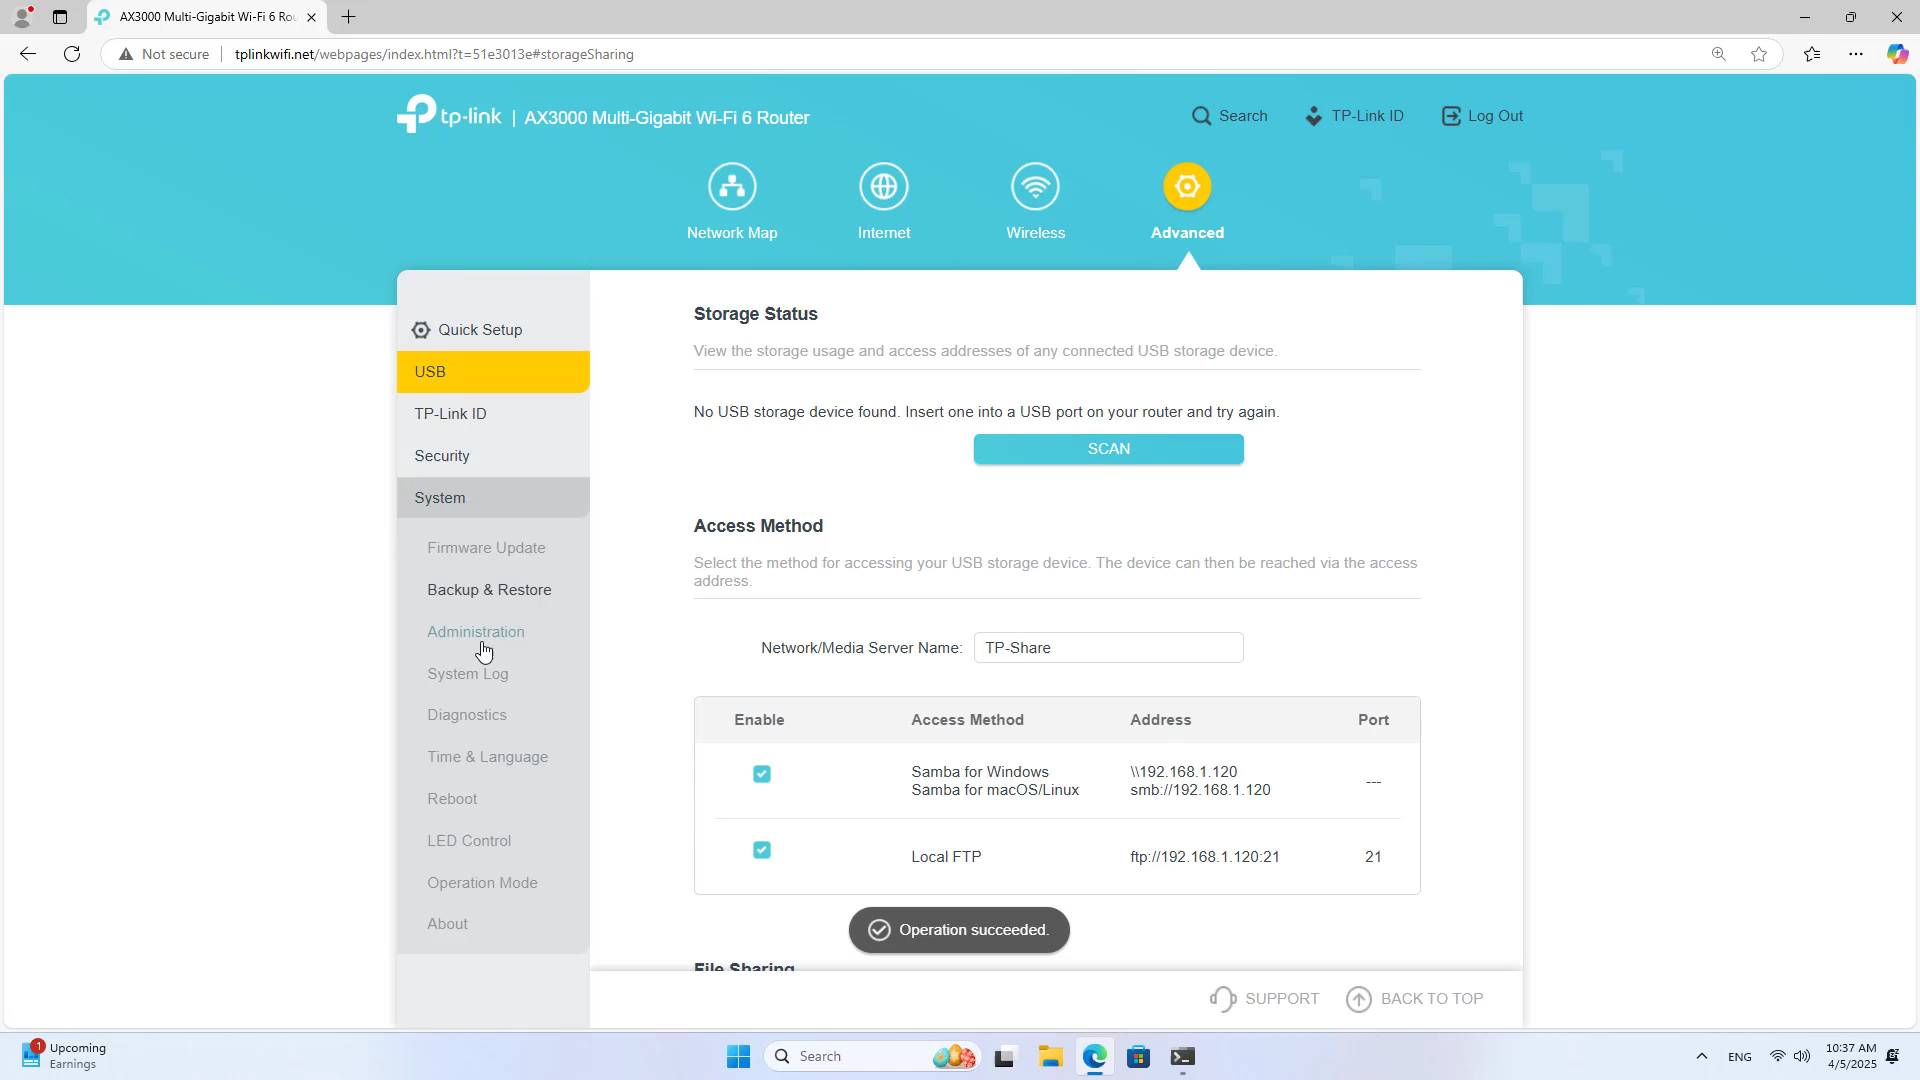 AX3000 Multi-Gigabit Wi-Fi 6 Rou
Not secure
tplinkwifi.net/webpages/index.html?t=51e3013e#storageSharing
tp-link | AX3000 Multi-Gigabit Wi-Fi 6 Router
Search
TP-Link ID
Log Out
Network Map
Internet
Wireless
Advanced
Quick Setup
USB
TP-Link ID
Security
System
Firmware Update
Backup & Restore
Administration
System Log
Diagnostics
Time & Language
Reboot
LED Control
Operation Mode
About
Storage Status
View the storage usage and access addresses of any connected USB storage device.
No USB storage device found. Insert one into a USB port on your router and try again.
SCAN
Access Method
Select the method for accessing your USB storage device. The device can then be reached via the access
address.
Network/Media Server Name: TP-Share
Enable Access Method Address Port
Samba for Windows \\192.168.1.120
Samba for macOS/Linux smb://192.168.1.120
---
Local FTP ftp://192.168.1.120:21 21
Operation succeeded.
File Sharing
SUPPORT
BACK TO TOP
1
Upcoming
Earnings
Search
ENG
10:37 AM
4/5/2025